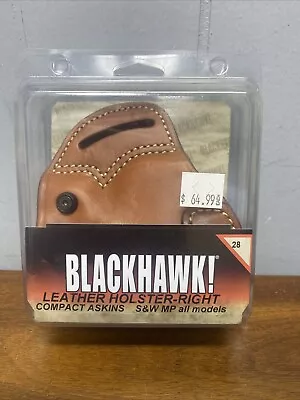 $ 64.99
28
BLACKHAWK!
LEATHER HOLSTER-RIGHT
COMPACT ASKINS S&W MP all models